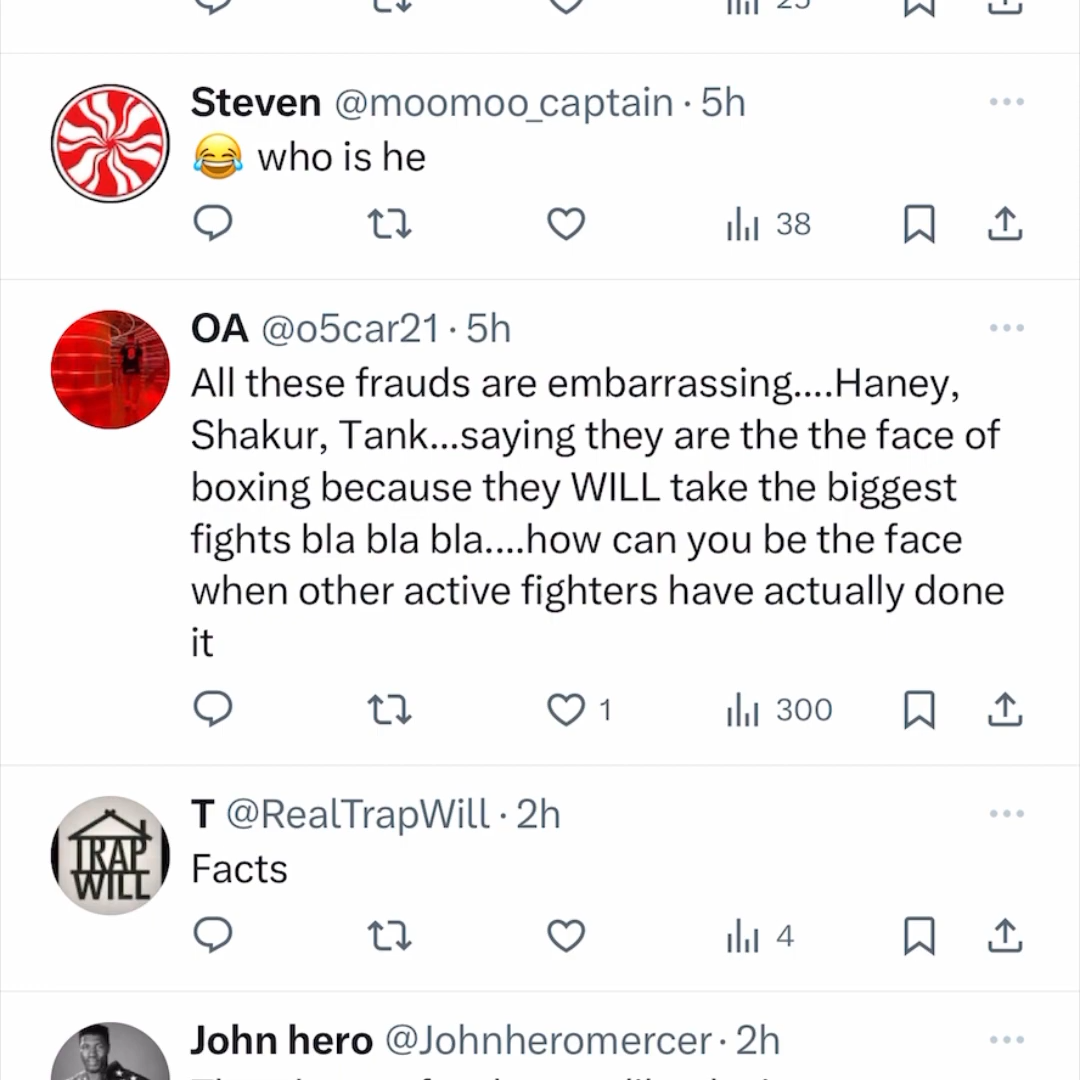 25
Steven @moomoo_captain · 5h
😂 who is he
38
OA @o5car21 · 5h
All these frauds are embarrassing....Haney,
Shakur, Tank...saying they are the the face of
boxing because they WILL take the biggest
fights bla bla bla....how can you be the face
when other active fighters have actually done
it
1 300
T @RealTrapWill · 2h
TRAP
WILL
Facts
4
John hero @Johnheromercer · 2h